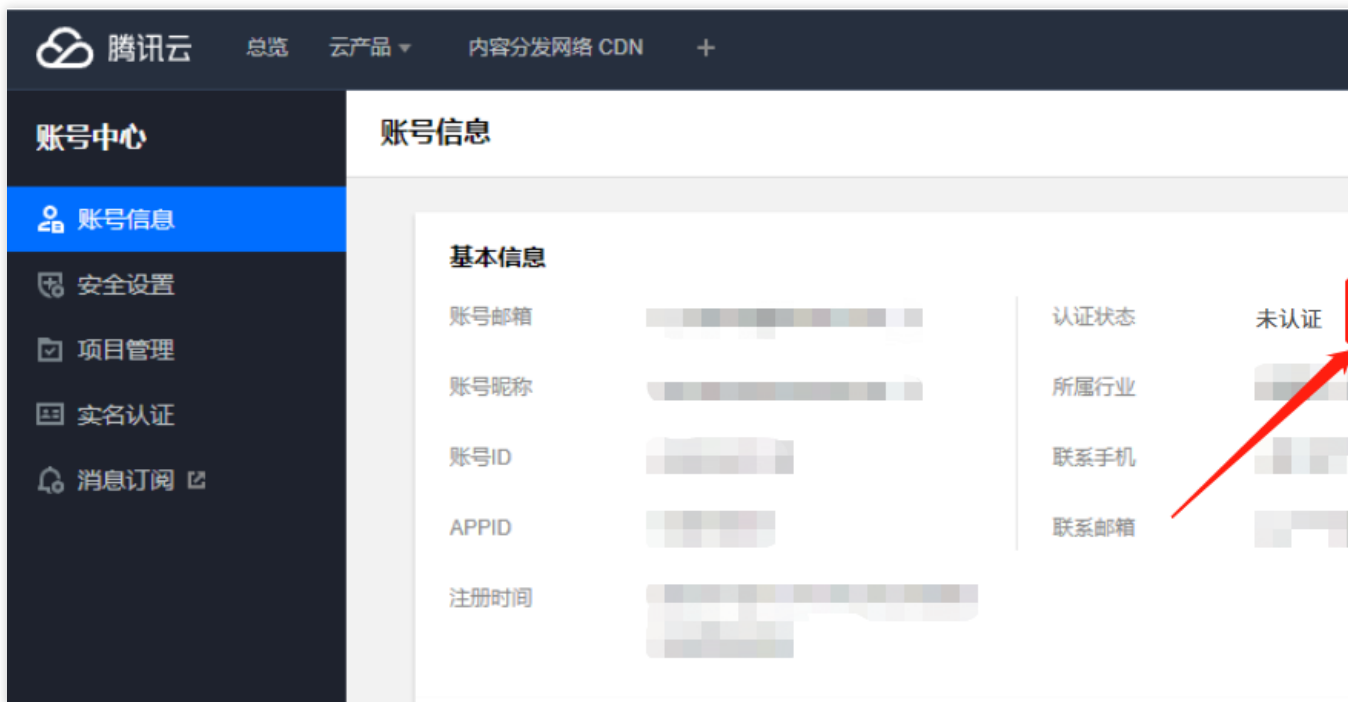 腾讯云 总览 云产品 内容分发网络 CDN +
账号中心
账号信息
安全设置
项目管理
实名认证
消息订阅
账号信息
基本信息
账号邮箱
认证状态 未认证
账号昵称
所属行业
账号ID
联系手机
APPID
联系邮箱
注册时间